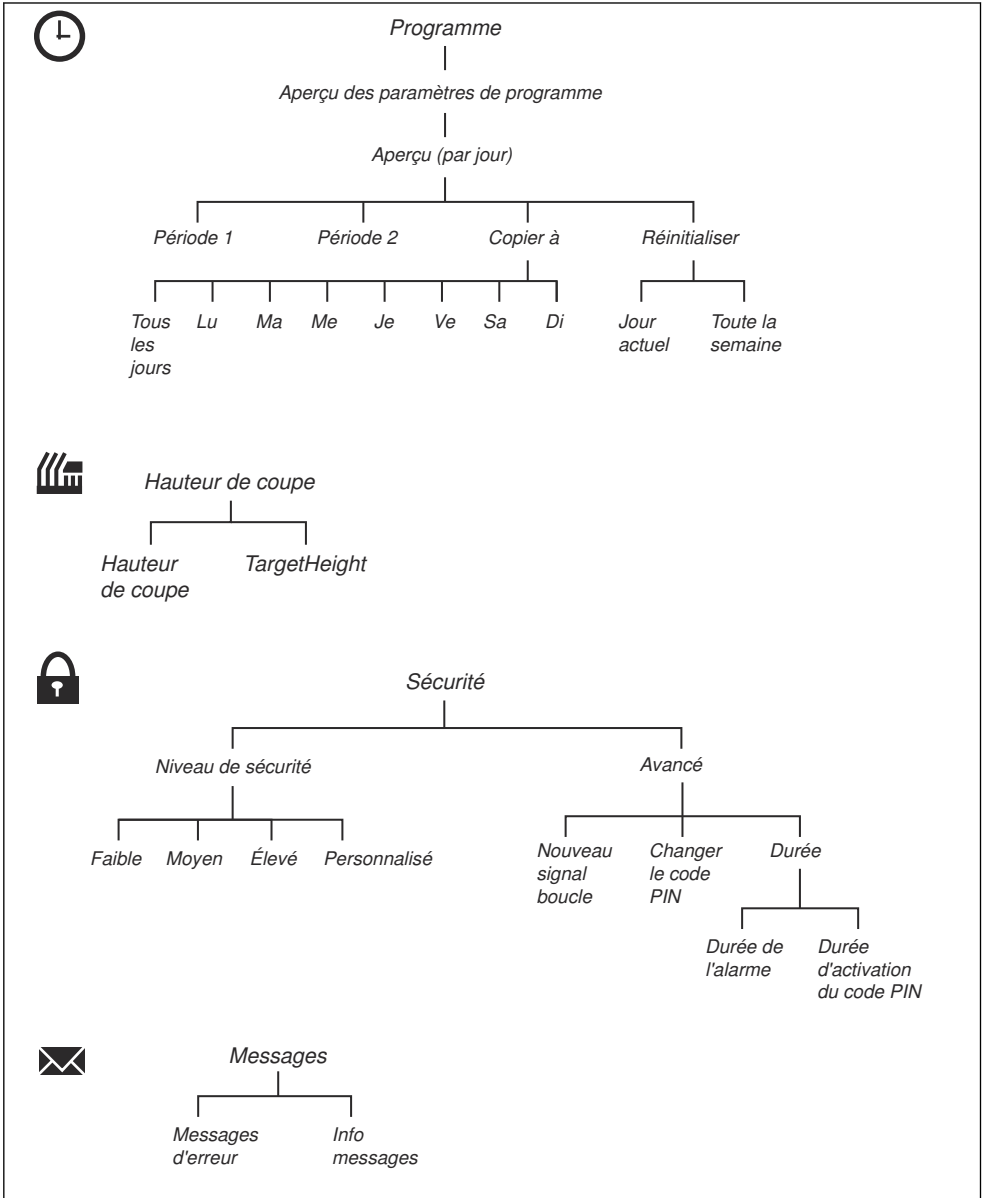 Programme
Aperçu des paramètres de programme
Aperçu (par jour)
Période 1
Période 2
Copier à
Réinitialiser
Tous
les
jours
Lu
Ma
Me
Je
Ve
Sa
Di
Jour
actuel
Toute la
semaine
Hauteur de coupe
Hauteur
de coupe
TargetHeight
Sécurité
Niveau de sécurité
Avancé
Faible
Moyen
Élevé
Personnalisé
Nouveau
signal
boucle
Changer
le code
PIN
Durée
Durée de
l'alarme
Durée
d'activation
du code PIN
Messages
Messages
d'erreur
Info
messages